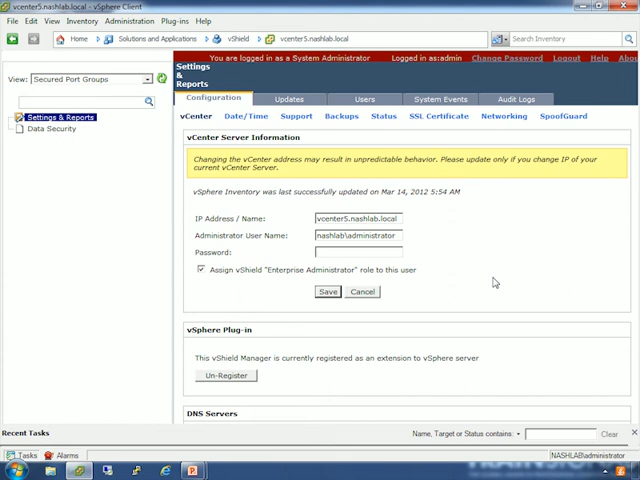 vcenter5.nashlab.local - vSphere Client
File Edit View Inventory Administration Plug-ins Help
Home Solutions and Applications vShield vcenter5.nashlab.local Search Inventory
View: Secured Port Groups
Settings & Reports
Data Security
You are logged in as a System Administrator Logged in as:admin Change Password Logout Help Abou
Settings
&
Reports
Configuration Updates Users System Events Audit Logs
vCenter Date/Time Support Backups Status SSL Certificate Networking SpoofGuard
vCenter Server Information
Changing the vCenter address may result in unpredictable behavior. Please update only if you change IP of your
current vCenter Server.
vSphere Inventory was last successfully updated on Mar 14, 2012 5:54 AM
IP Address / Name: vcenter5.nashlab.local
Administrator User Name: nashlab\administrator
Password:
Assign vShield "Enterprise Administrator" role to this user
Save Cancel
vSphere Plug-in
This vShield Manager is currently registered as an extension to vSphere server
Un-Register
DNS Servers
Recent Tasks Name, Target or Status contains: Clear
Tasks Alarms NASHLAB\administrator